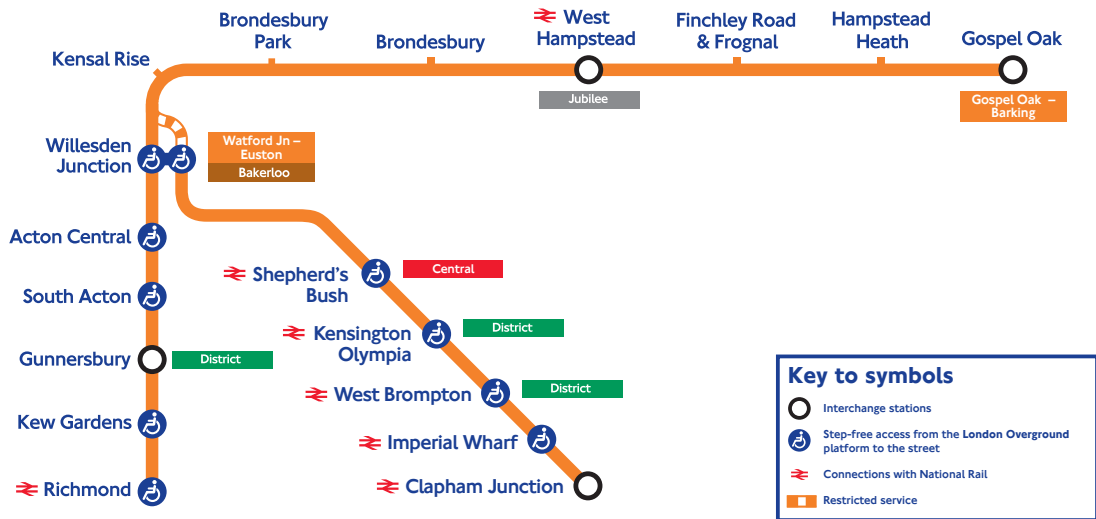 Kensal Rise
Brondesbury
Park
Brondesbury
West
Hampstead
Jubilee
Finchley Road
& Frognal
Hampstead
Heath
Gospel Oak
Gospel Oak –
Barking
Willesden
Junction
Watford Jn –
Euston
Bakerloo
Acton Central
South Acton
Gunnersbury
District
Kew Gardens
Richmond
Shepherd's
Bush
Central
Kensington
Olympia
District
West Brompton
District
Imperial Wharf
Clapham Junction
Key to symbols
Interchange stations
Step-free access from the London Overground
platform to the street
Connections with National Rail
Restricted service